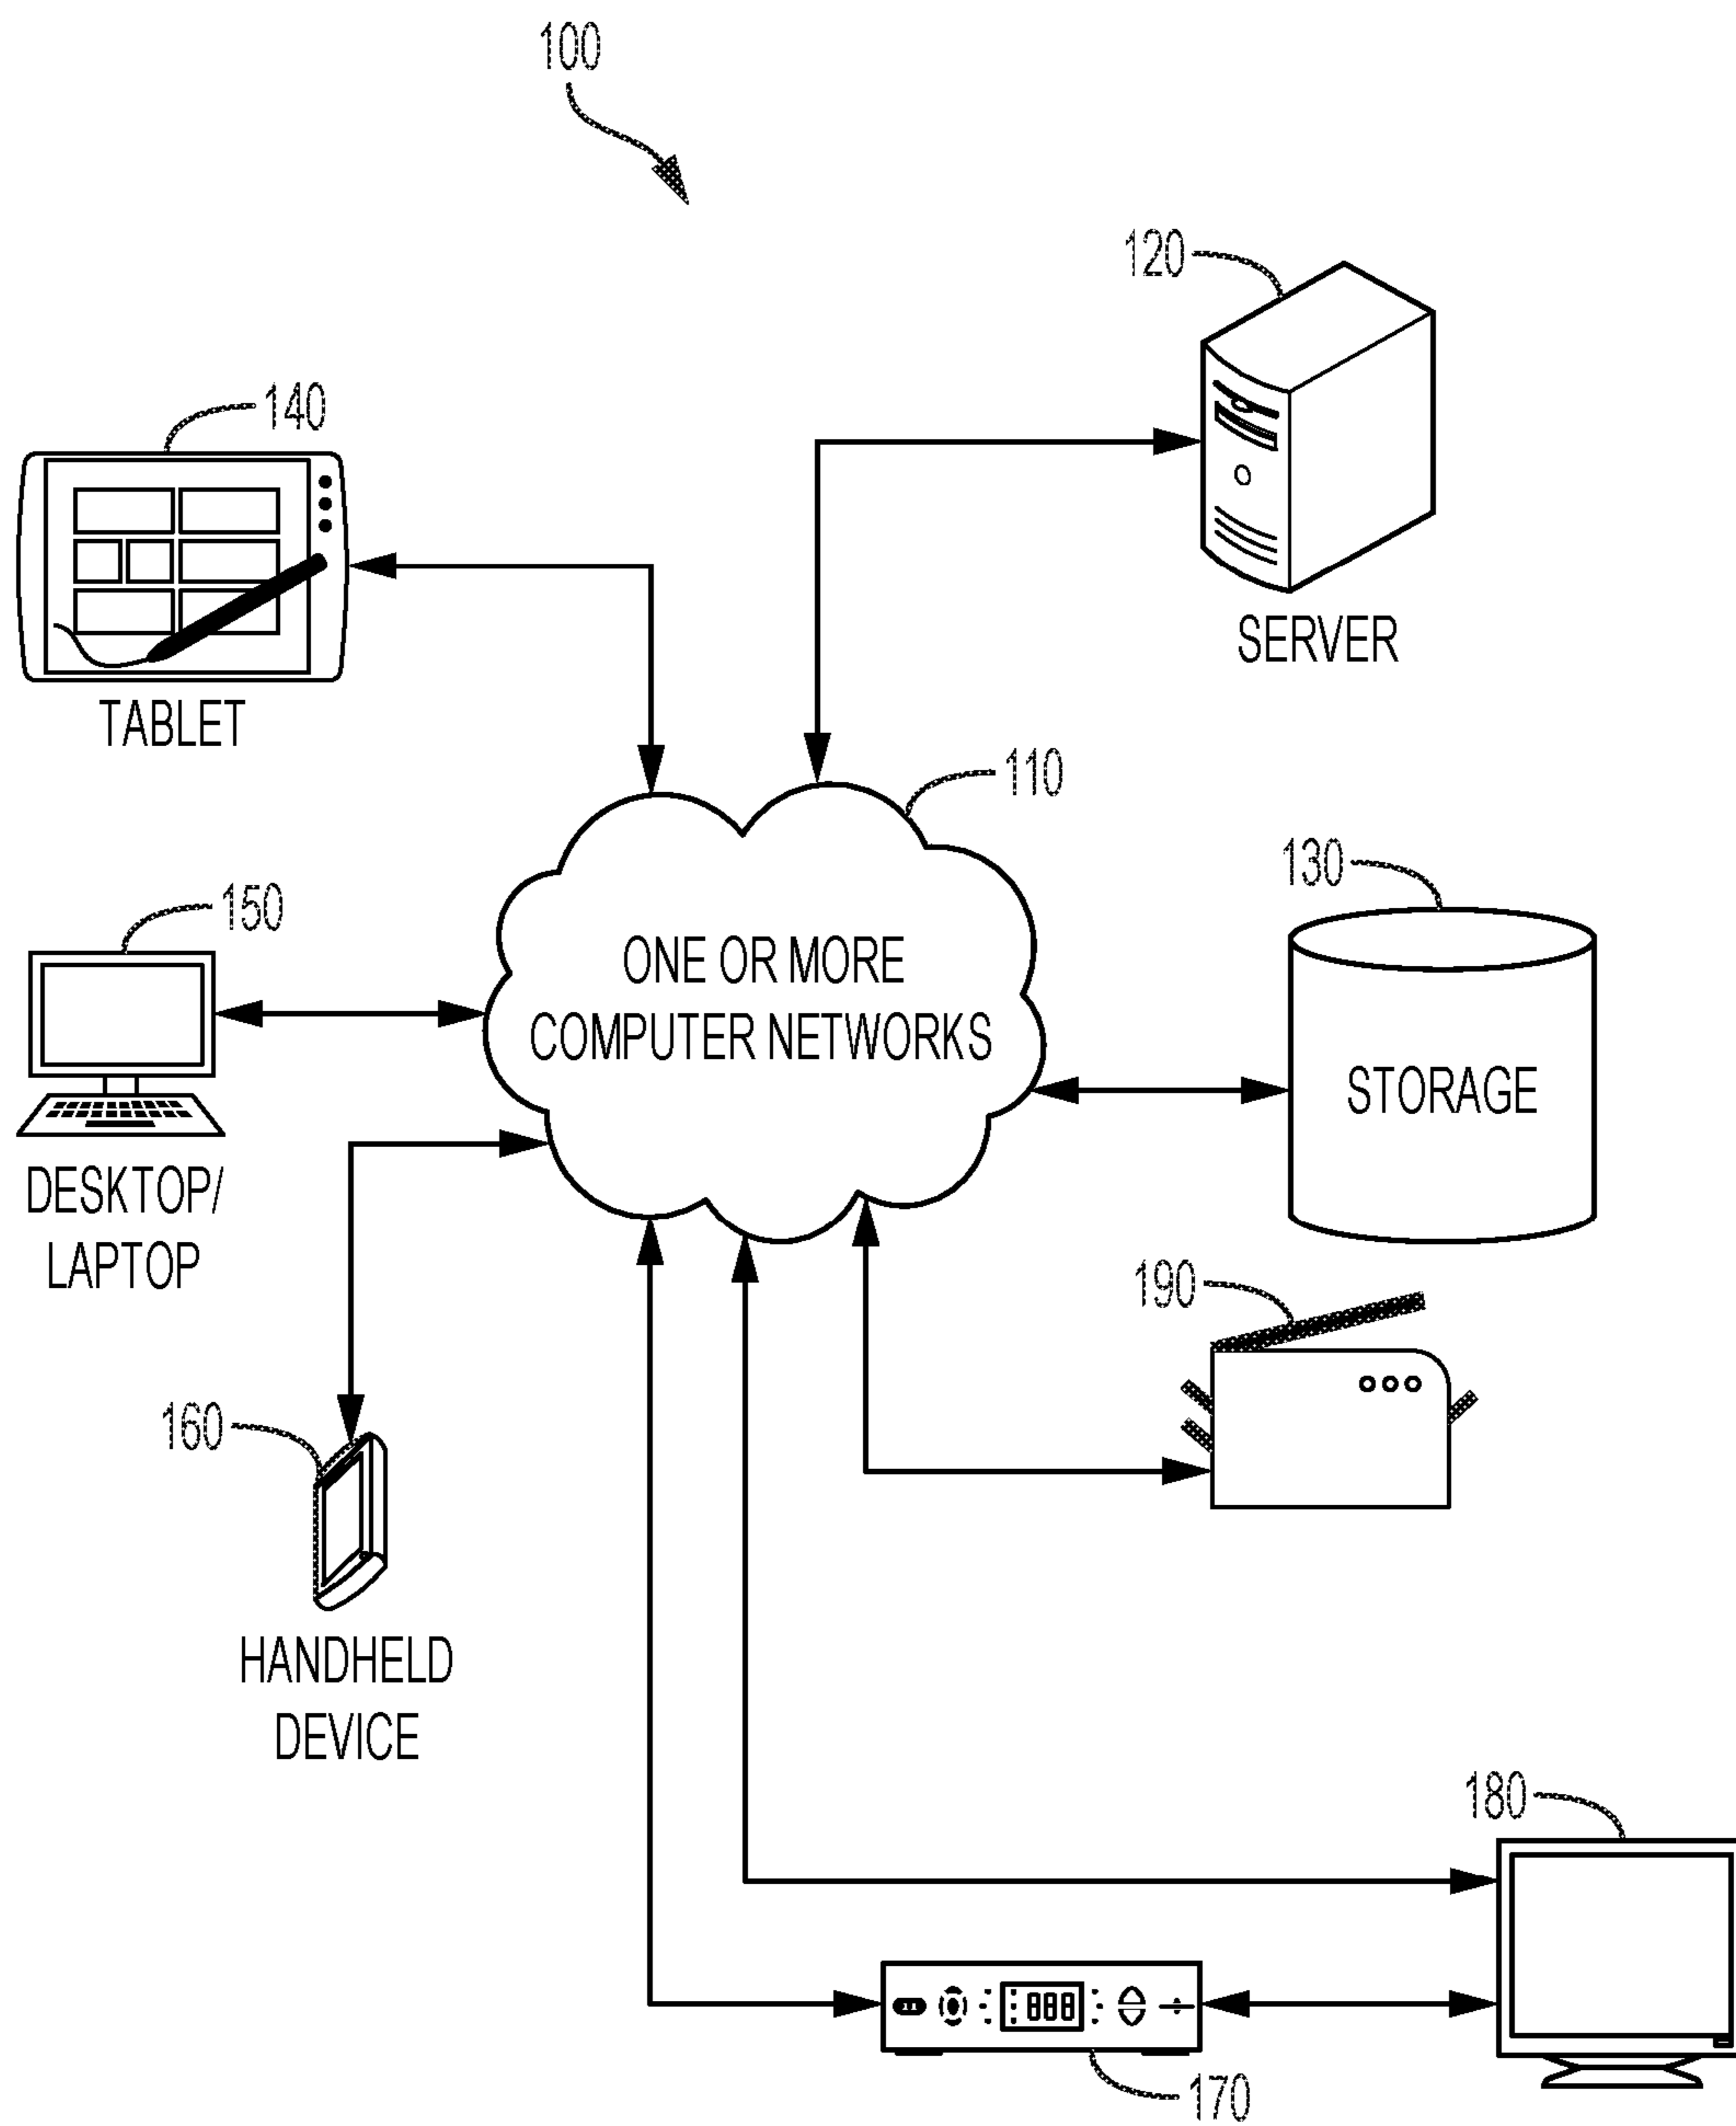 100
120
140
SERVER
TABLET
110
130
150
ONE OR MORE
COMPUTER NETWORKS
STORAGE
DESKTOP/
LAPTOP
190
160
HANDHELD
DEVICE
180
888
170